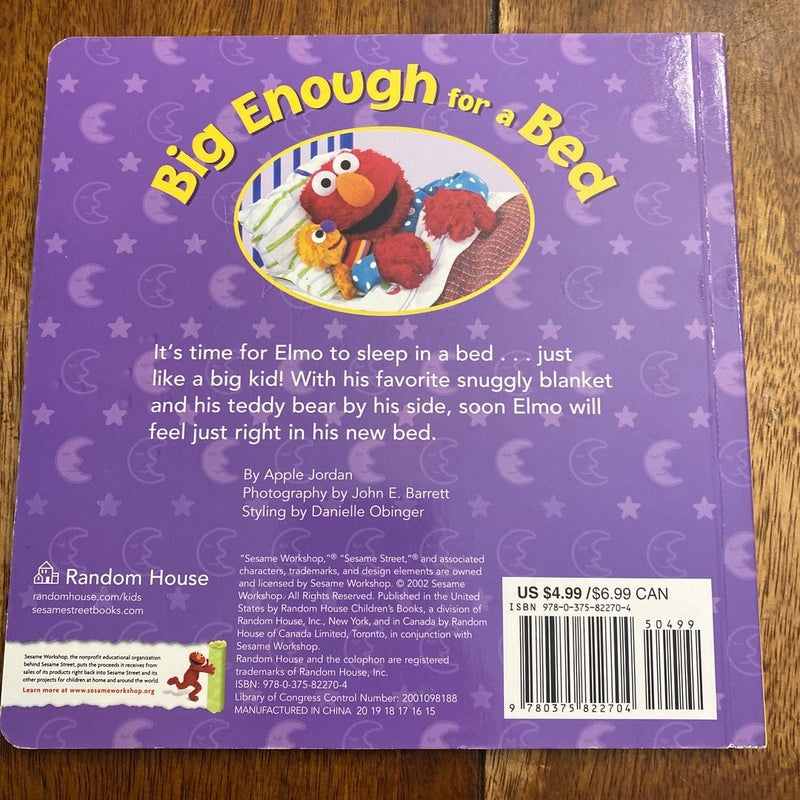 Big Enough for a Bed
It's time for Elmo to sleep in a bed . . . just
like a big kid! With his favorite snuggly blanket
and his teddy bear by his side, soon Elmo will
feel just right in his new bed.
By Apple Jordan
Photography by John E. Barrett
Styling by Danielle Obinger
Random House
randomhouse.com/kids
sesamestreetbooks.com
Sesame Workshop, the nonprofit educational organization
behind Sesame Street, puts the proceeds it receives from
sales of its products right back into Sesame Street and its
other projects for children at home and around the world.
Learn more at www.sesameworkshop.org
"Sesame Workshop,"® "Sesame Street,"® and associated
characters, trademarks, and design elements are owned
and licensed by Sesame Workshop. © 2002 Sesame
Workshop. All Rights Reserved. Published in the United
States by Random House Children's Books, a division of
Random House, Inc., New York, and in Canada by Random
House of Canada Limited, Toronto, in conjunction with
Sesame Workshop.
Random House and the colophon are registered
trademarks of Random House, Inc.
ISBN: 978-0-375-82270-4
Library of Congress Control Number: 2001098188
MANUFACTURED IN CHINA 20 19 18 17 16 15
US $4.99 /$6.99 CAN
ISBN 978-0-375-82270-4
50499
9 780375 822704